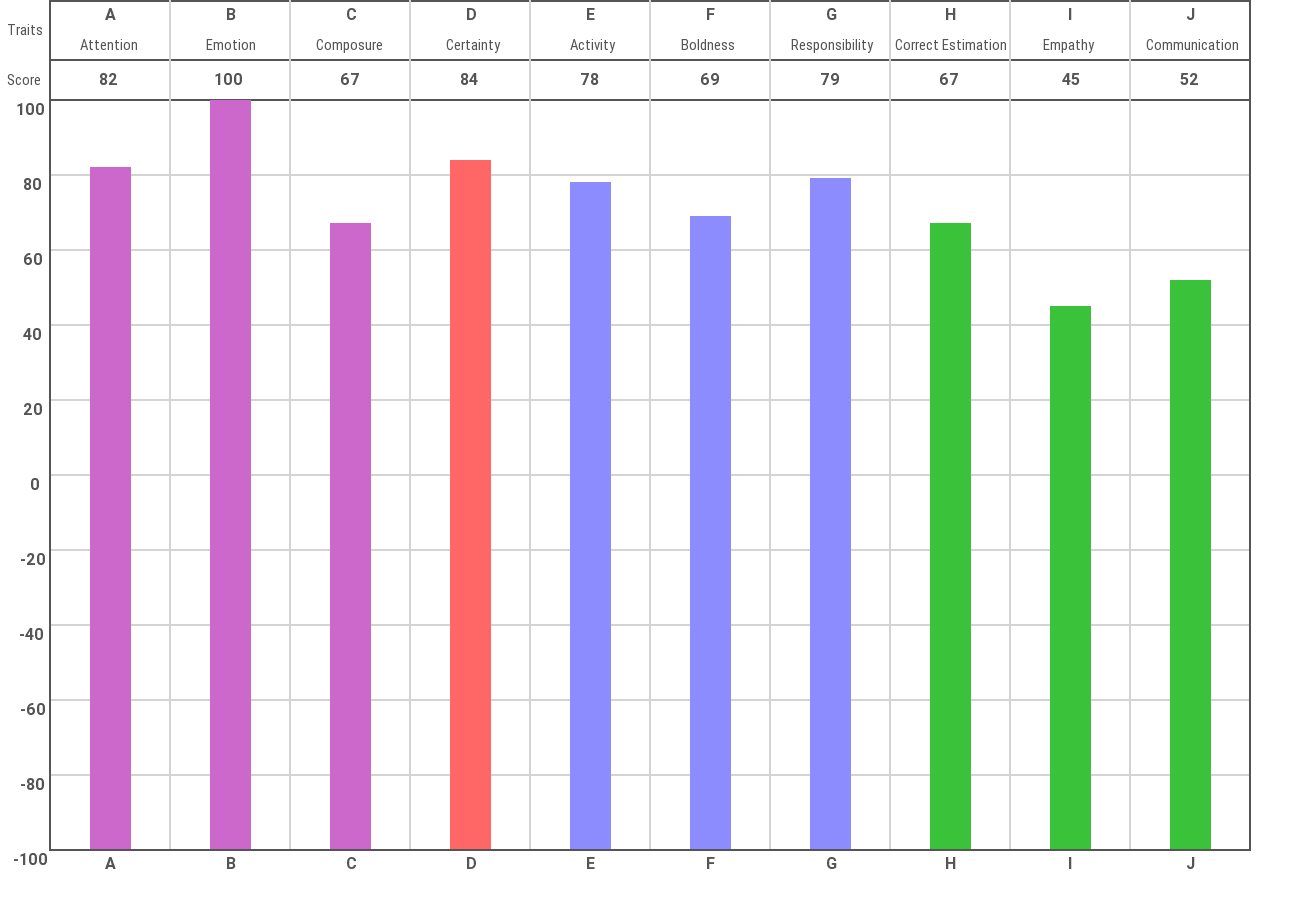 Traits A B C D E F G H I J
Attention Emotion Composure Certainty Activity Boldness Responsibility Correct Estimation Empathy Communication
Score 82 100 67 84 78 69 79 67 45 52
100
80
60
40
20
0
-20
-40
-60
-80
-100
A B C D E F G H I J